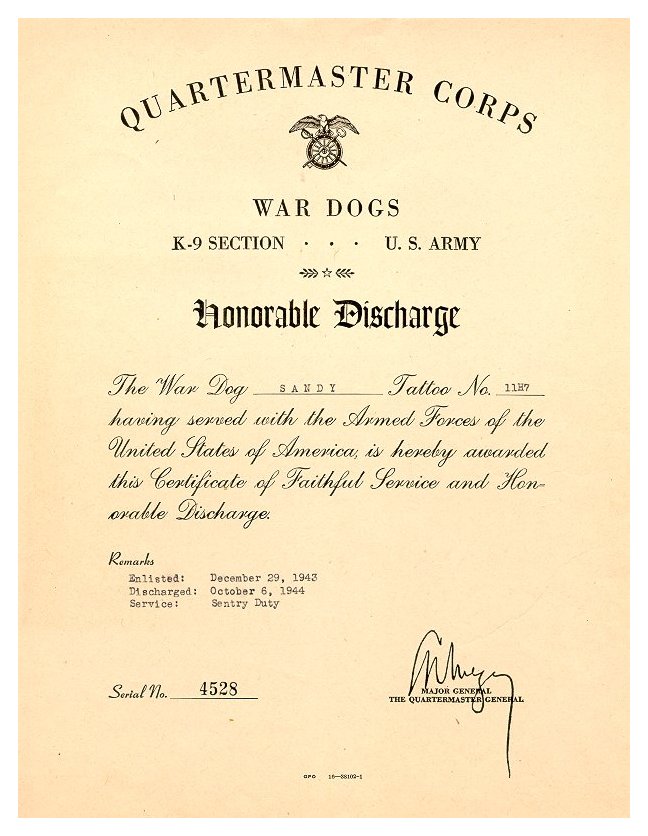 QUARTERMASTER CORPS
WAR DOGS
K-9 SECTION · · · U. S. ARMY
Honorable Discharge
The War Dog SANDY Tattoo No. 11H7
having served with the Armed Forces of the
United States of America, is hereby awarded
this Certificate of Faithful Service and Hon-
orable Discharge.
Remarks
Enlisted: December 29, 1943
Discharged: October 6, 1944
Service: Sentry Duty
Serial No. 4528
MAJOR GENERAL
THE QUARTERMASTER GENERAL
GPO 16—38102-1